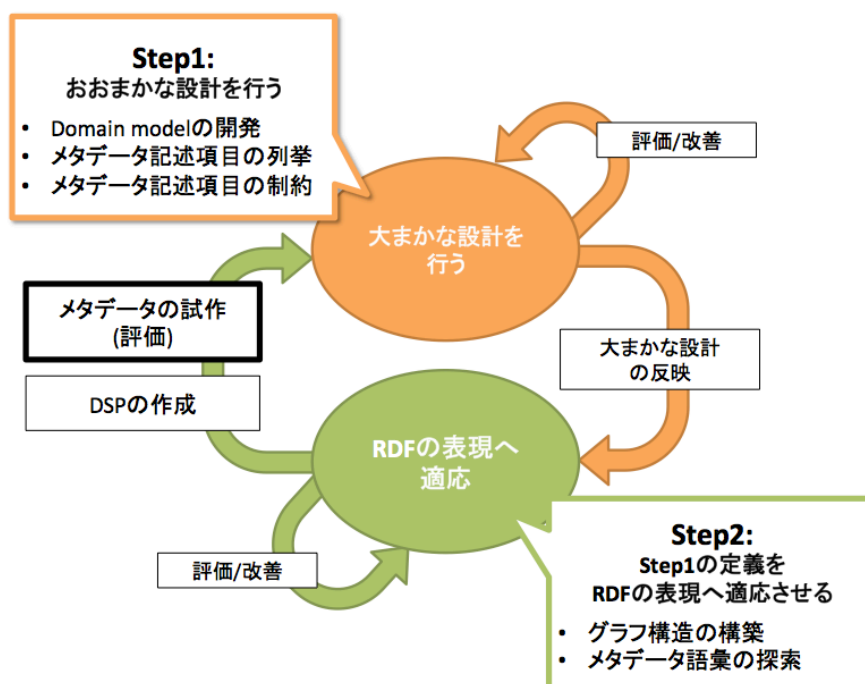 Step1:
おおまかな設計を行う
• Domain modelの開発
• メタデータ記述項目の列挙
• メタデータ記述項目の制約
評価/改善
大まかな設計を
行う
メタデータの試作
(評価)
大まかな設計
の反映
DSPの作成
RDFの表現へ
適応
評価/改善
Step2:
Step1の定義を
RDFの表現へ適応させる
• グラフ構造の構築
• メタデータ語彙の探索